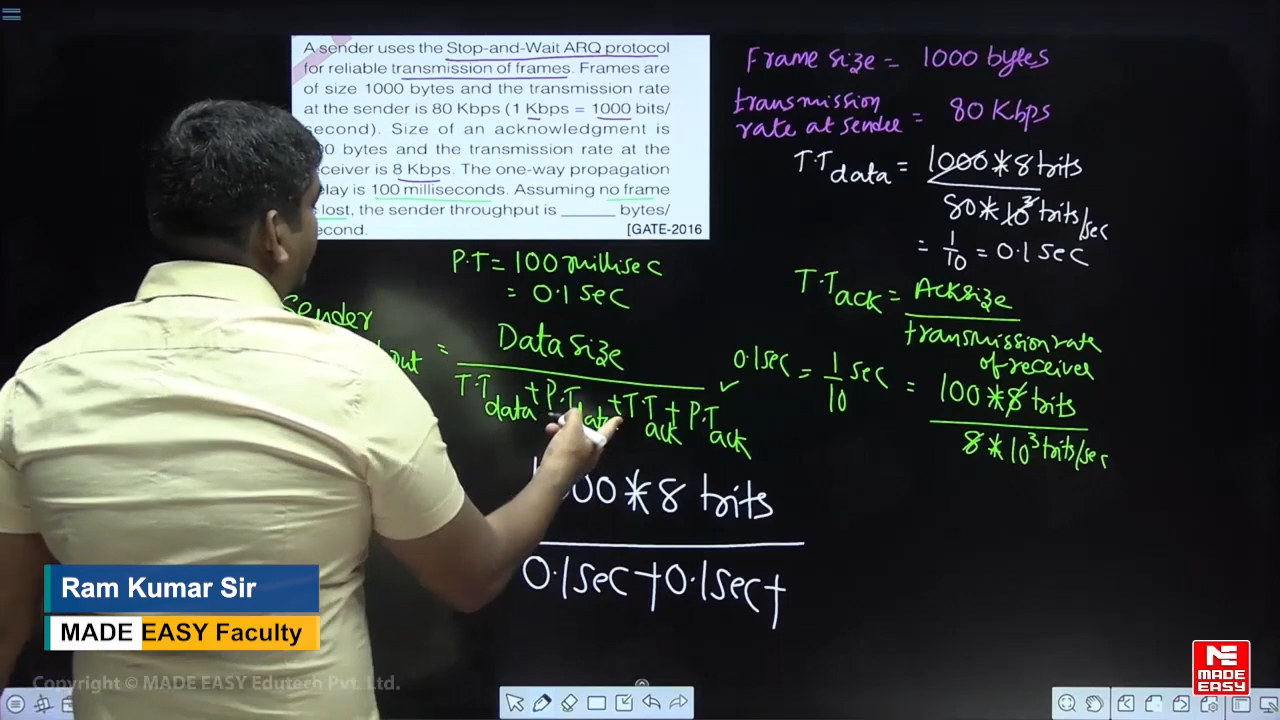 A sender uses the Stop-and-Wait ARQ protocol
for reliable transmission of frames. Frames are
of size 1000 bytes and the transmission rate
at the sender is 80 Kbps (1 Kbps = 1000 bits/
second). Size of an acknowledgment is
bytes and the transmission rate at the
receiver is 8 Kbps. The one-way propagation
delay is 100 milliseconds. Assuming no frame
lost, the sender throughput is ______ bytes/
second. [GATE-2016
Frame size = 1000 bytes
transmission
rate at sender = 80 Kbps
T.T data = 1000 * 8 bits
80 * 10³ bits/sec
= 1/10 = 0.1 sec
P.T = 100 millisec
= 0.1 sec
T.T ack = Ack size
transmission rate
of receiver
0.1 sec = 1/10 sec = 100 * 8 bits
8 * 10³ bits/sec
Sender
= Data size
T.T data + P.T data + T.T ack + P.T ack
* 8 bits
0.1 sec + 0.1 sec +
Ram Kumar Sir
MADE EASY Faculty
Copyright © MADE EASY Edutech Pvt. Ltd.
MADE
EASY